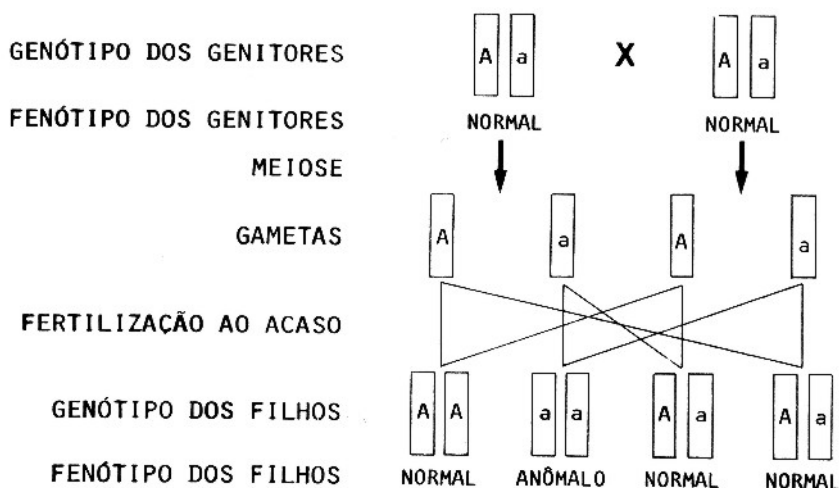 GENÓTIPO DOS GENITORES A a X A a
FENÓTIPO DOS GENITORES NORMAL NORMAL
MEIOSE
GAMETAS A a A a
FERTILIZAÇÃO AO ACASO
GENÓTIPO DOS FILHOS A A a a A a A a
FENÓTIPO DOS FILHOS NORMAL ANÔMALO NORMAL NORMAL